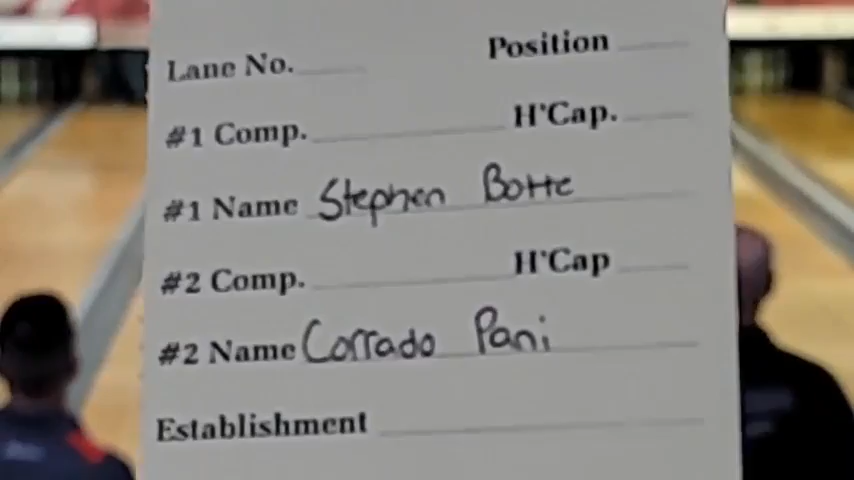 Lane No. Position
#1 Comp. H'Cap.
#1 Name Stephen Botte
#2 Comp. H'Cap
#2 Name Corrado Pani
Establishment